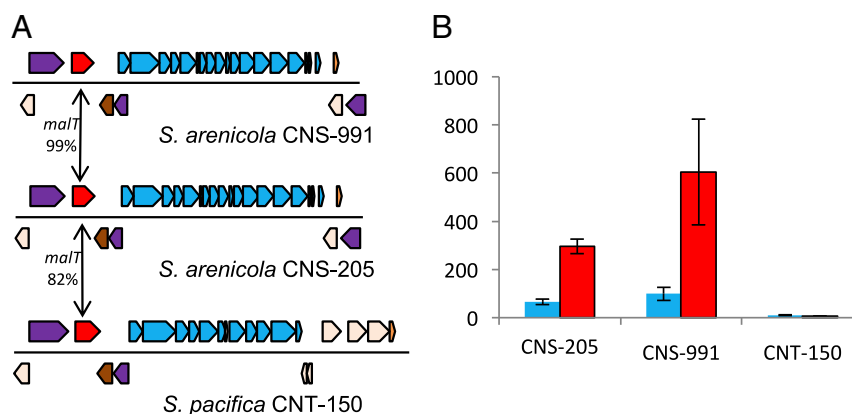 A
malT
99%
S. arenicola CNS-991
malT
82%
S. arenicola CNS-205
S. pacifica CNT-150
B
1000
800
600
400
200
0
CNS-205
CNS-991
CNT-150